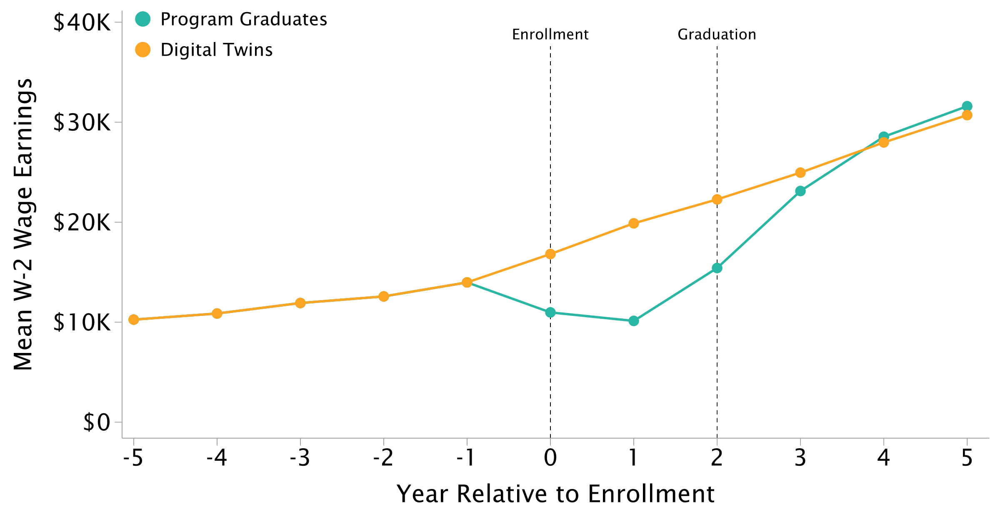 Program Graduates
Digital Twins
Enrollment
Graduation
$40K
$30K
$20K
$10K
$0
Mean W-2 Wage Earnings
-5 -4 -3 -2 -1 0 1 2 3 4 5
Year Relative to Enrollment